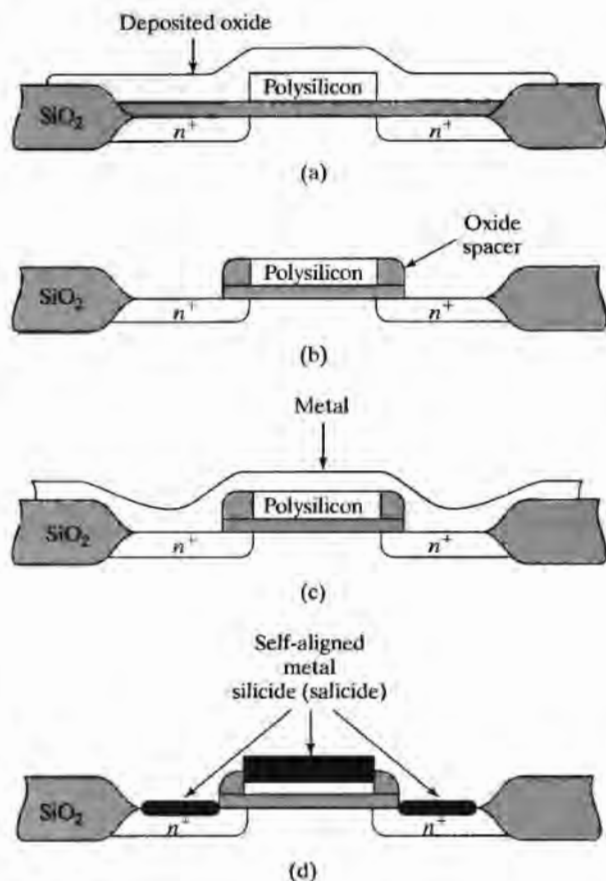 Deposited oxide
Polysilicon
SiO₂
n⁺
n⁺
(a)
Oxide
spacer
Polysilicon
SiO₂
n⁺
n⁺
(b)
Metal
Polysilicon
SiO₂
n⁺
n⁺
(c)
Self-aligned
metal
silicide (salicide)
SiO₂
n⁺
n⁺
(d)